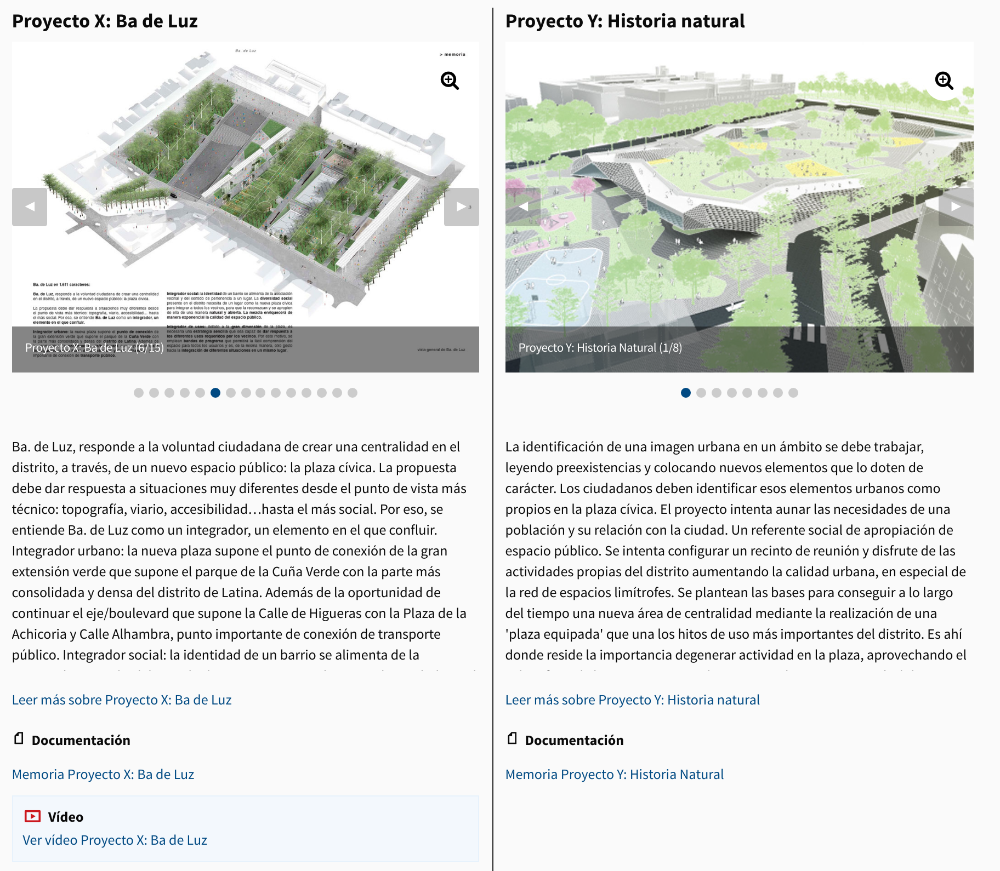 Proyecto X: Ba de Luz
Ba. de Luz
> memoria
Ba. de Luz en 1.611 caracteres:
Ba. de Luz, responde a la voluntad ciudadana de crear una centralidad
en el distrito, a través, de un nuevo espacio público: la plaza cívica.
La propuesta debe dar respuesta a situaciones muy diferentes desde
el punto de vista más técnico: topografía, viario, accesibilidad... hasta
el más social. Por eso, se entiende Ba. de Luz como un integrador, un
elemento en el que confluir.
Integrador urbano: la nueva plaza supone el punto de conexión de
la gran extensión verde que supone el parque de la Cuña Verde con
la parte más consolidada y densa del distrito de Latina. Además de
importante de conexión de transporte público.
Integrador social: la identidad de un barrio se alimenta de la asociación
vecinal y del sentido de pertenencia a un lugar. La diversidad social
presente en el distrito necesita de un lugar como la nueva plaza cívica
para integrar a todos los vecinos, para que la reconozcan y se apropien
de ella de una manera natural y abierta. La mezcla enriquecerá de
manera exponencial la calidad del espacio público.
Integrador de usos: debido a la gran dimensión de la plaza, es
necesaria una estrategia sencilla que sea capaz de dar respuesta a
los diferentes usos requeridos por los vecinos. Por este motivo, se
emplean bandas de programa que permitirá la fácil comprensión del
espacio para todos los usuarios y es, de la misma manera, otro gesto
hacia la integración de diferentes situaciones en un mismo lugar.
vista general de Ba. de Luz
3
Proyecto X: Ba de Luz (6/15)
Ba. de Luz, responde a la voluntad ciudadana de crear una centralidad en el
distrito, a través, de un nuevo espacio público: la plaza cívica. La propuesta
debe dar respuesta a situaciones muy diferentes desde el punto de vista más
técnico: topografía, viario, accesibilidad…hasta el más social. Por eso, se
entiende Ba. de Luz como un integrador, un elemento en el que confluir.
Integrador urbano: la nueva plaza supone el punto de conexión de la gran
extensión verde que supone el parque de la Cuña Verde con la parte más
consolidada y densa del distrito de Latina. Además de la oportunidad de
continuar el eje/boulevard que supone la Calle de Higueras con la Plaza de la
Achicoria y Calle Alhambra, punto importante de conexión de transporte
público. Integrador social: la identidad de un barrio se alimenta de la
Leer más sobre Proyecto X: Ba de Luz
Documentación
Memoria Proyecto X: Ba de Luz
Vídeo
Ver vídeo Proyecto X: Ba de Luz
Proyecto Y: Historia natural
Proyecto Y: Historia Natural (1/8)
La identificación de una imagen urbana en un ámbito se debe trabajar,
leyendo preexistencias y colocando nuevos elementos que lo doten de
carácter. Los ciudadanos deben identificar esos elementos urbanos como
propios en la plaza cívica. El proyecto intenta aunar las necesidades de una
población y su relación con la ciudad. Un referente social de apropiación de
espacio público. Se intenta configurar un recinto de reunión y disfrute de las
actividades propias del distrito aumentando la calidad urbana, en especial de
la red de espacios limítrofes. Se plantean las bases para conseguir a lo largo
del tiempo una nueva área de centralidad mediante la realización de una
'plaza equipada' que una los hitos de uso más importantes del distrito. Es ahí
donde reside la importancia degenerar actividad en la plaza, aprovechando el
Leer más sobre Proyecto Y: Historia natural
Documentación
Memoria Proyecto Y: Historia Natural